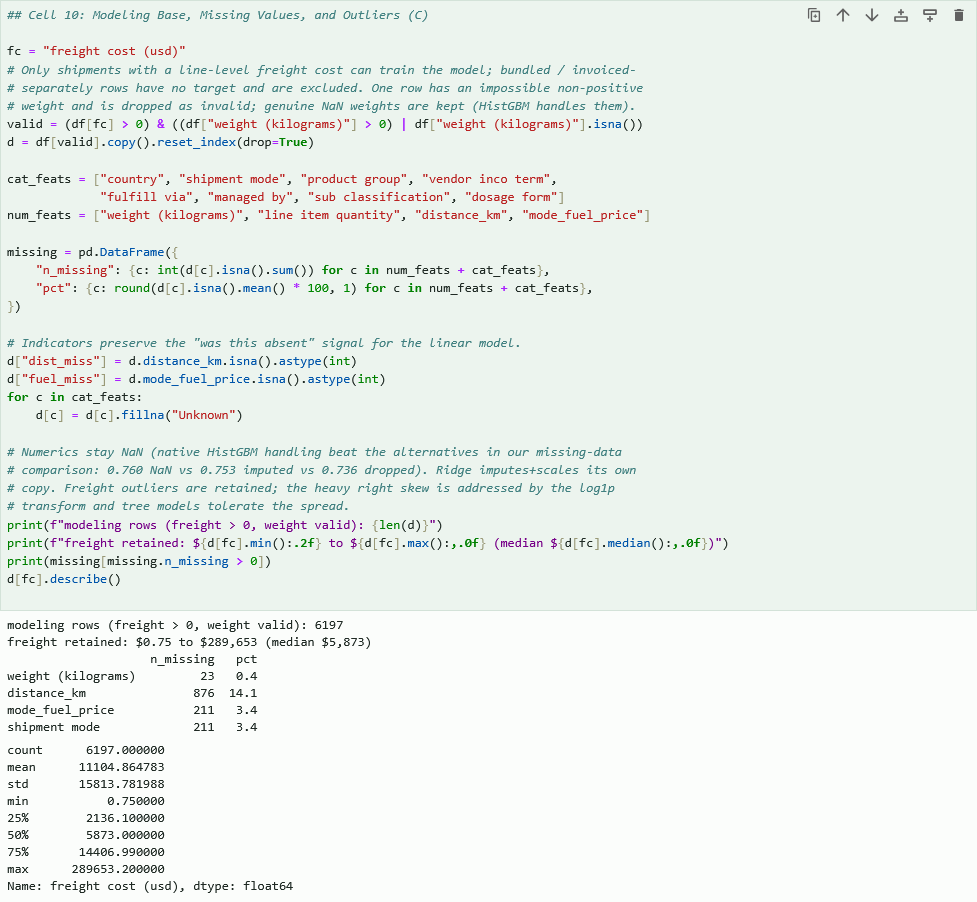 ## Cell 10: Modeling Base, Missing Values, and Outliers (C)
fc = "freight cost (usd)"
# Only shipments with a line-level freight cost can train the model; bundled / invoiced-
# separately rows have no target and are excluded. One row has an impossible non-positive
# weight and is dropped as invalid; genuine NaN weights are kept (HistGBM handles them).
valid = (df[fc] > 0) & ((df["weight (kilograms)"] > 0) | df["weight (kilograms)"].isna())
d = df[valid].copy().reset_index(drop=True)
cat_feats = ["country", "shipment mode", "product group", "vendor inco term",
"fulfill via", "managed by", "sub classification", "dosage form"]
num_feats = ["weight (kilograms)", "line item quantity", "distance_km", "mode_fuel_price"]
missing = pd.DataFrame({
"n_missing": {c: int(d[c].isna().sum()) for c in num_feats + cat_feats},
"pct": {c: round(d[c].isna().mean() * 100, 1) for c in num_feats + cat_feats},
})
# Indicators preserve the "was this absent" signal for the linear model.
d["dist_miss"] = d.distance_km.isna().astype(int)
d["fuel_miss"] = d.mode_fuel_price.isna().astype(int)
for c in cat_feats:
d[c] = d[c].fillna("Unknown")
# Numerics stay NaN (native HistGBM handling beat the alternatives in our missing-data
# comparison: 0.760 NaN vs 0.753 imputed vs 0.736 dropped). Ridge imputes+scales its own
# copy. Freight outliers are retained; the heavy right skew is addressed by the log1p
# transform and tree models tolerate the spread.
print(f"modeling rows (freight > 0, weight valid): {len(d)}")
print(f"freight retained: ${d[fc].min():.2f} to ${d[fc].max():,.0f} (median ${d[fc].median():,.0f})")
print(missing[missing.n_missing > 0])
d[fc].describe()
modeling rows (freight > 0, weight valid): 6197
freight retained: $0.75 to $289,653 (median $5,873)
n_missing pct
weight (kilograms) 23 0.4
distance_km 876 14.1
mode_fuel_price 211 3.4
shipment mode 211 3.4
count 6197.000000
mean 11104.864783
std 15813.781988
min 0.750000
25% 2136.100000
50% 5873.000000
75% 14406.990000
max 289653.200000
Name: freight cost (usd), dtype: float64